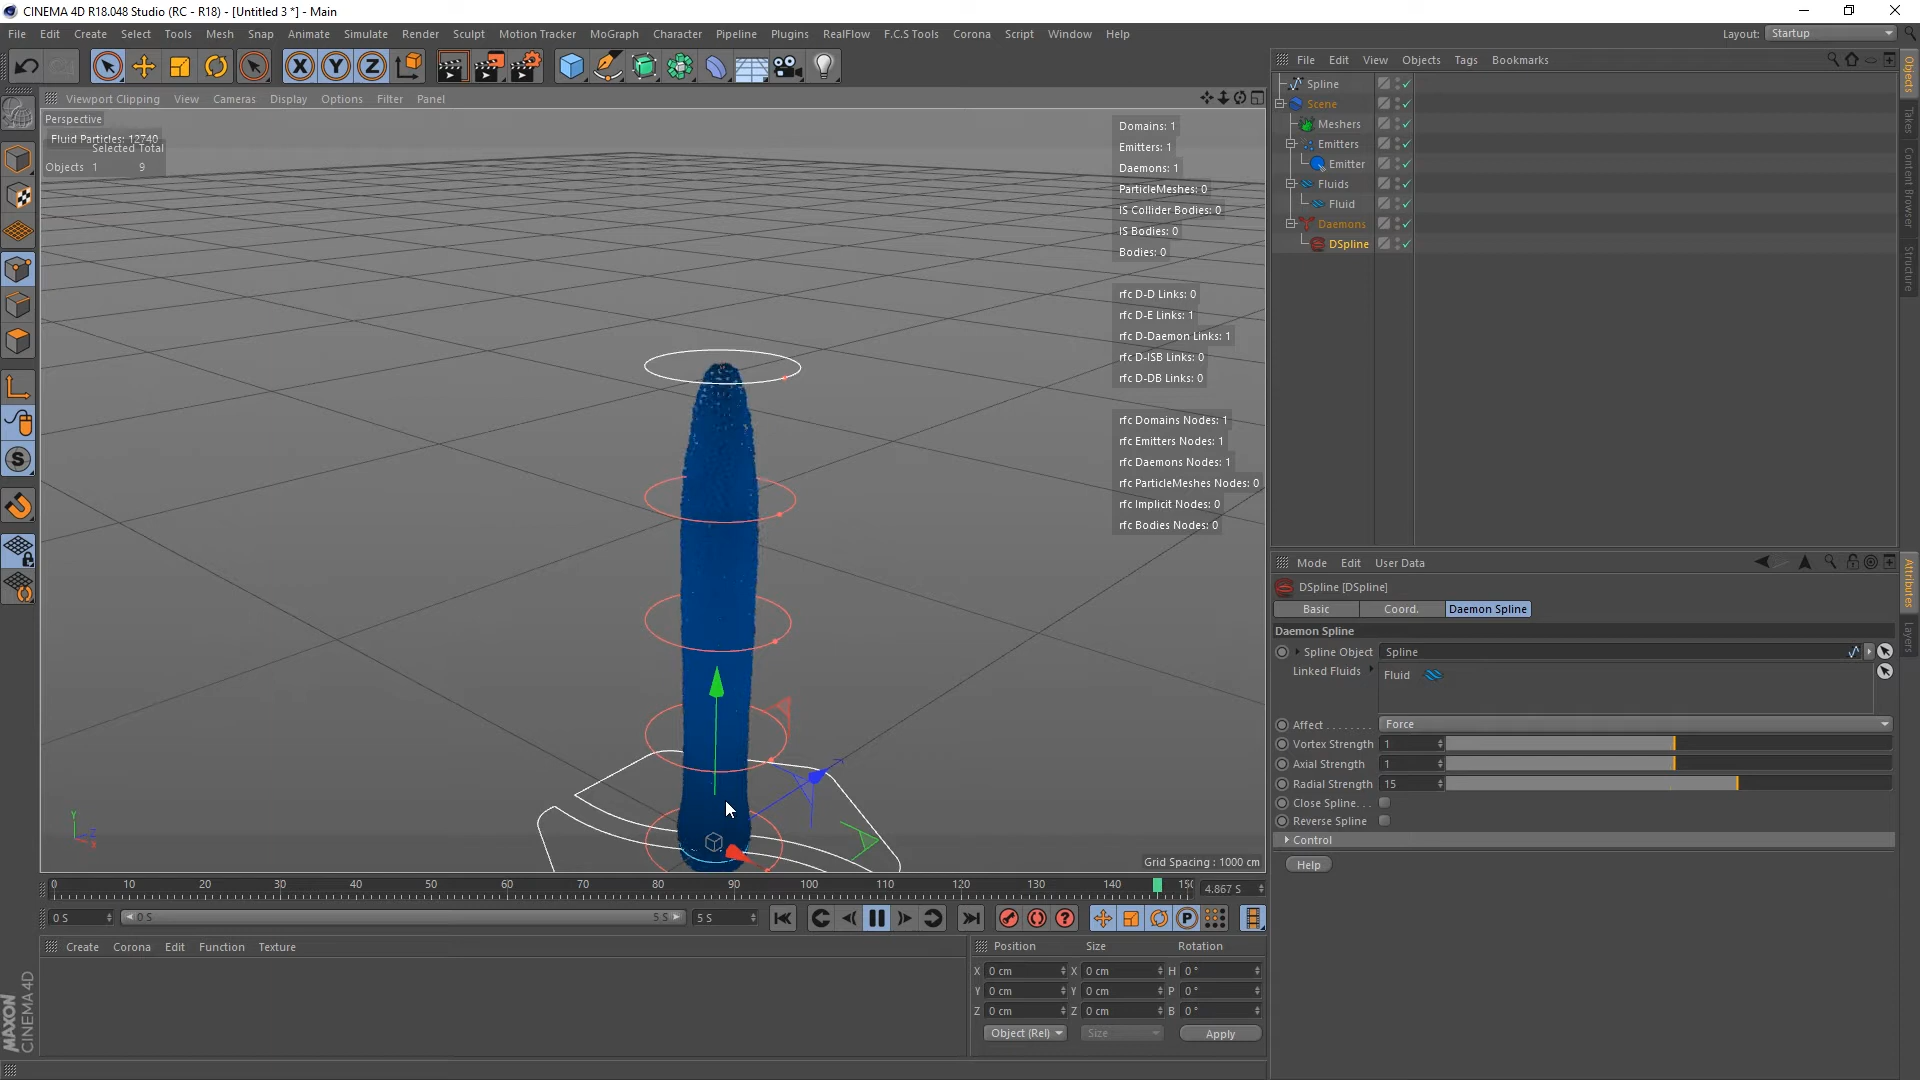 CINEMA 4D R18.048 Studio (RC - R18) - [Untitled 3 *] - Main
File Edit Create Select Tools Mesh Snap Animate Simulate Render Sculpt Motion Tracker MoGraph Character Pipeline Plugins RealFlow F.C.S Tools Corona Script Window Help
Layout: Startup
X Y Z
File Edit View Objects Tags Bookmarks
Viewport Clipping View Cameras Display Options Filter Panel
Perspective
Fluid Particles: 12740
Selected Total
Objects 1 9
Domains: 1
Emitters: 1
Daemons: 1
ParticleMeshes: 0
IS Collider Bodies: 0
IS Bodies: 0
Bodies: 0
rfc D-D Links: 0
rfc D-E Links: 1
rfc D-Daemon Links: 1
rfc D-ISB Links: 0
rfc D-DB Links: 0
rfc Domains Nodes: 1
rfc Emitters Nodes: 1
rfc Daemons Nodes: 1
rfc ParticleMeshes Nodes: 0
rfc Implicit Nodes: 0
rfc Bodies Nodes: 0
Y
Z
X
Grid Spacing : 1000 cm
Spline
Scene
Meshers
Emitters
Emitter
Fluids
Fluid
Daemons
DSpline
Objects
Takes
Content Browser
Structure
Mode Edit User Data
DSpline [DSpline]
Basic Coord. Daemon Spline
Daemon Spline
Spline Object Spline
Linked Fluids Fluid
Affect . . . . . . . . Force
Vortex Strength 1
Axial Strength 1
Radial Strength 15
Close Spline. . .
Reverse Spline
Control
Help
Attributes
Layers
0 10 20 30 40 50 60 70 80 90 100 110 120 130 140 150 4.867 S
0 S 0 S 5 S 5 S
P
Create Corona Edit Function Texture
Position Size Rotation
X 0 cm X 0 cm H 0 °
Y 0 cm Y 0 cm P 0 °
Z 0 cm Z 0 cm B 0 °
Object (Rel) Size Apply
MAXON
CINEMA 4D